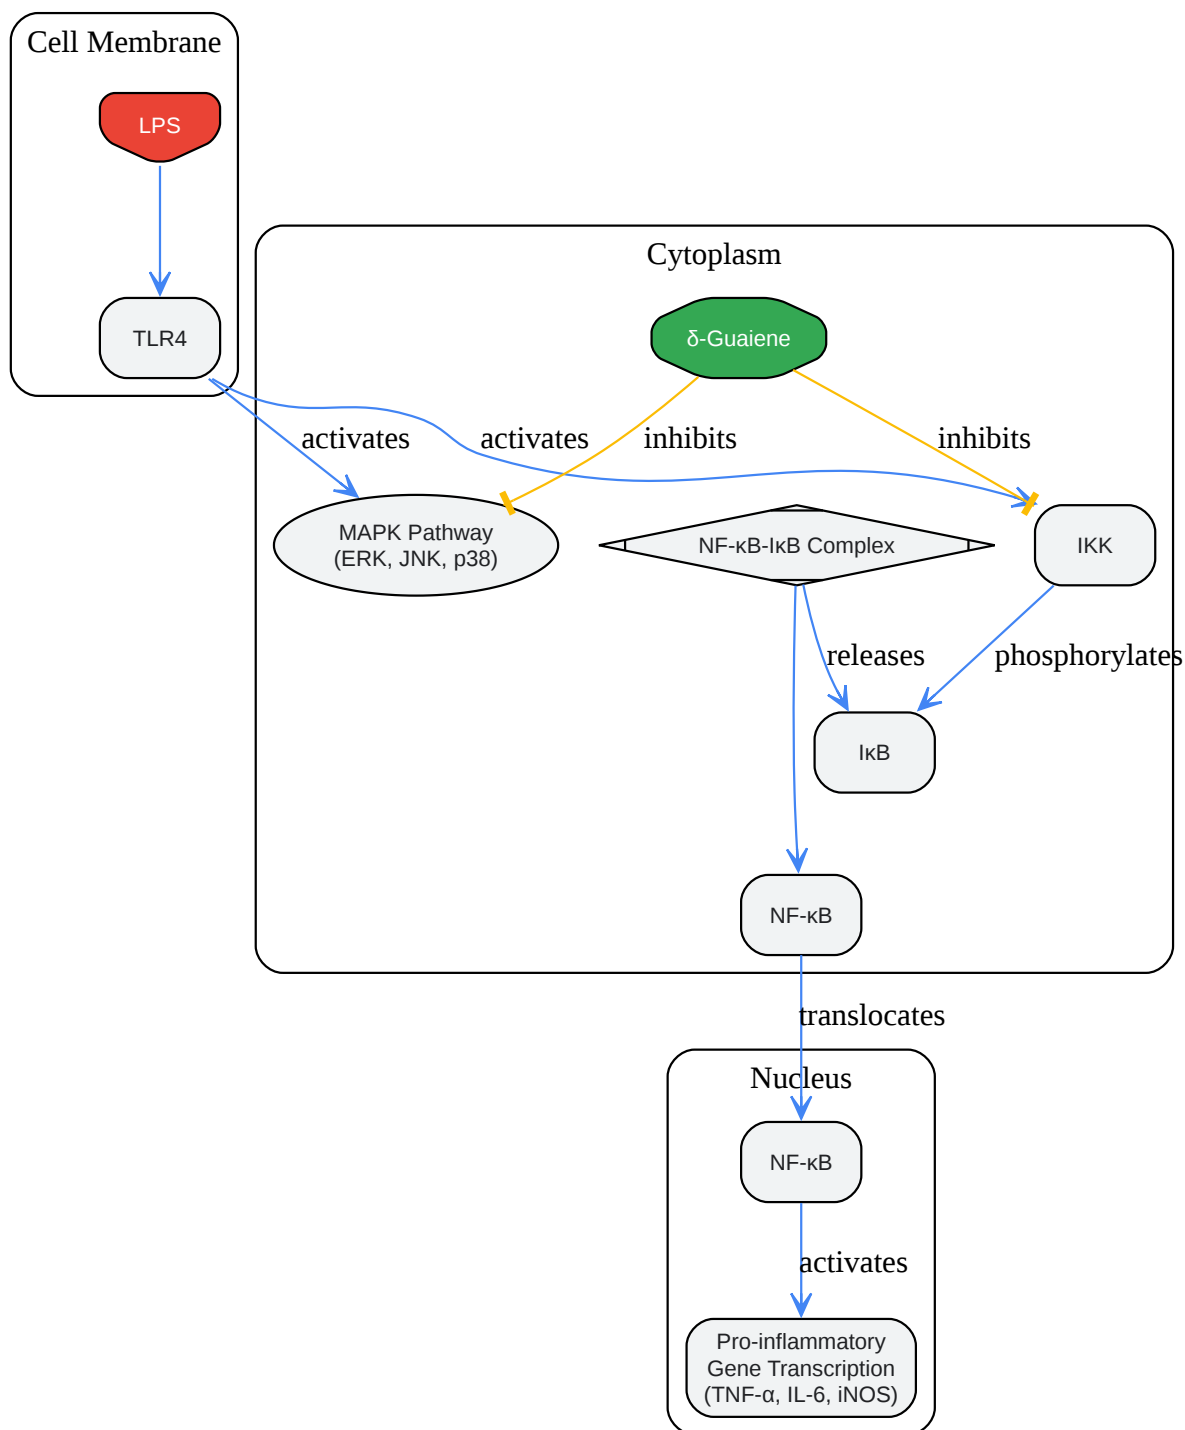 Cell Membrane
LPS
TLR4
Cytoplasm
δ-Guaiene
activates
activates
inhibits
inhibits
MAPK Pathway
(ERK, JNK, p38)
NF-κB-IκB Complex
IKK
releases
phosphorylates
IκB
NF-κB
translocates
Nucleus
NF-κB
activates
Pro-inflammatory
Gene Transcription
(TNF-α, IL-6, iNOS)